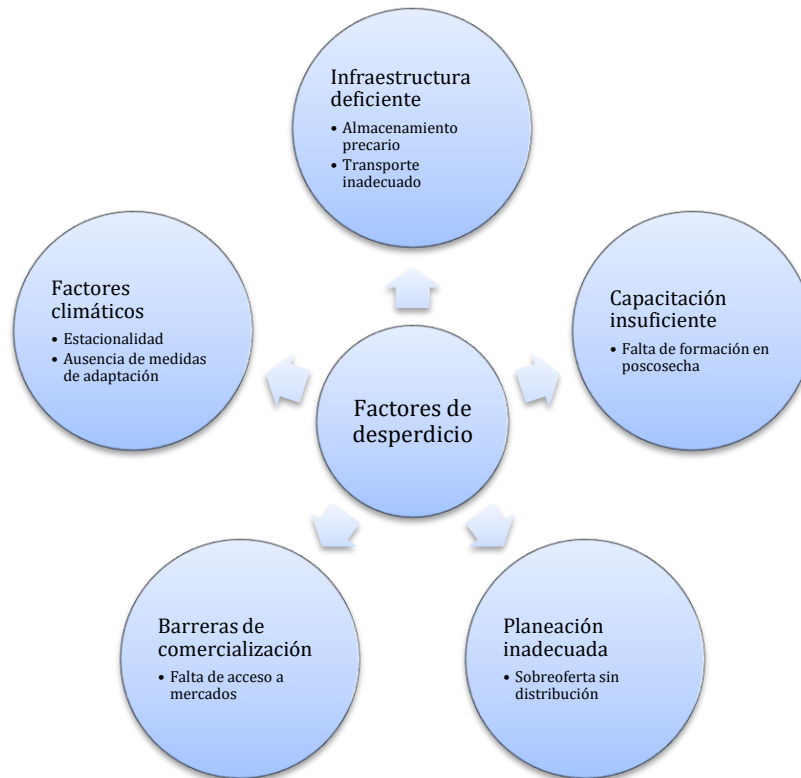 Infraestructura
deficiente
• Almacenamiento
precario
• Transporte
inadecuado
Factores
climáticos
• Estacionalidad
• Ausencia de medidas
de adaptación
Capacitación
insuficiente
• Falta de formación en
poscosecha
Factores de
desperdicio
Barreras de
comercialización
• Falta de acceso a
mercados
Planeación
inadecuada
• Sobreoferta sin
distribución